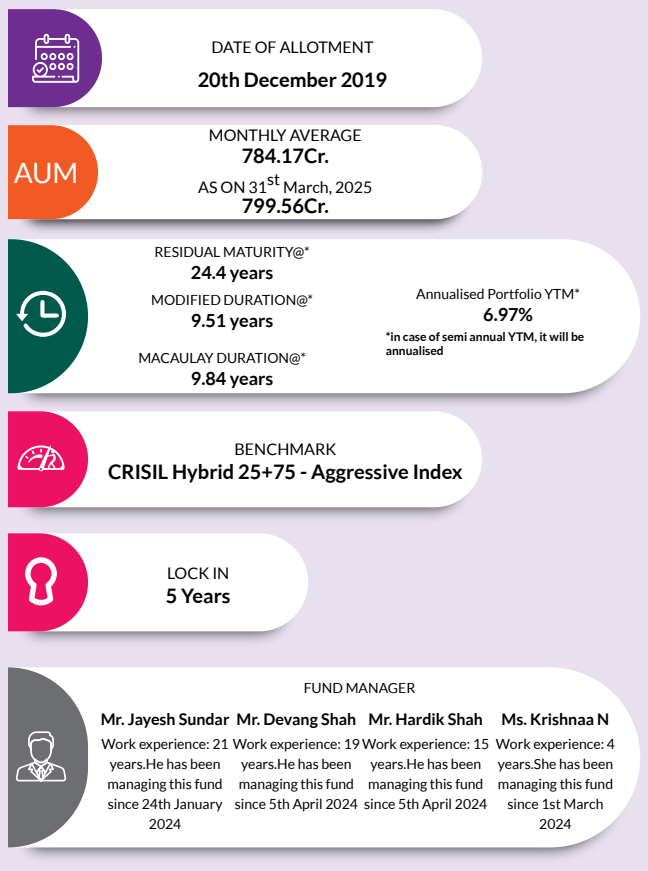 DATE OF ALLOTMENT
20th December 2019
AUM
MONTHLY AVERAGE
784.17Cr.
AS ON 31st March, 2025
799.56Cr.
RESIDUAL MATURITY@*
24.4 years
MODIFIED DURATION@*
9.51 years
MACAULAY DURATION@*
9.84 years
Annualised Portfolio YTM*
6.97%
*in case of semi annual YTM, it will be
annualised
BENCHMARK
CRISIL Hybrid 25+75 - Aggressive Index
LOCK IN
5 Years
FUND MANAGER
Mr. Jayesh Sundar
Work experience: 21
years.He has been
managing this fund
since 24th January
2024
Mr. Devang Shah
Work experience: 19
years.He has been
managing this fund
since 5th April 2024
Mr. Hardik Shah
Work experience: 15
years.He has been
managing this fund
since 5th April 2024
Ms. Krishnaa N
Work experience: 4
years.She has been
managing this fund
since 1st March
2024